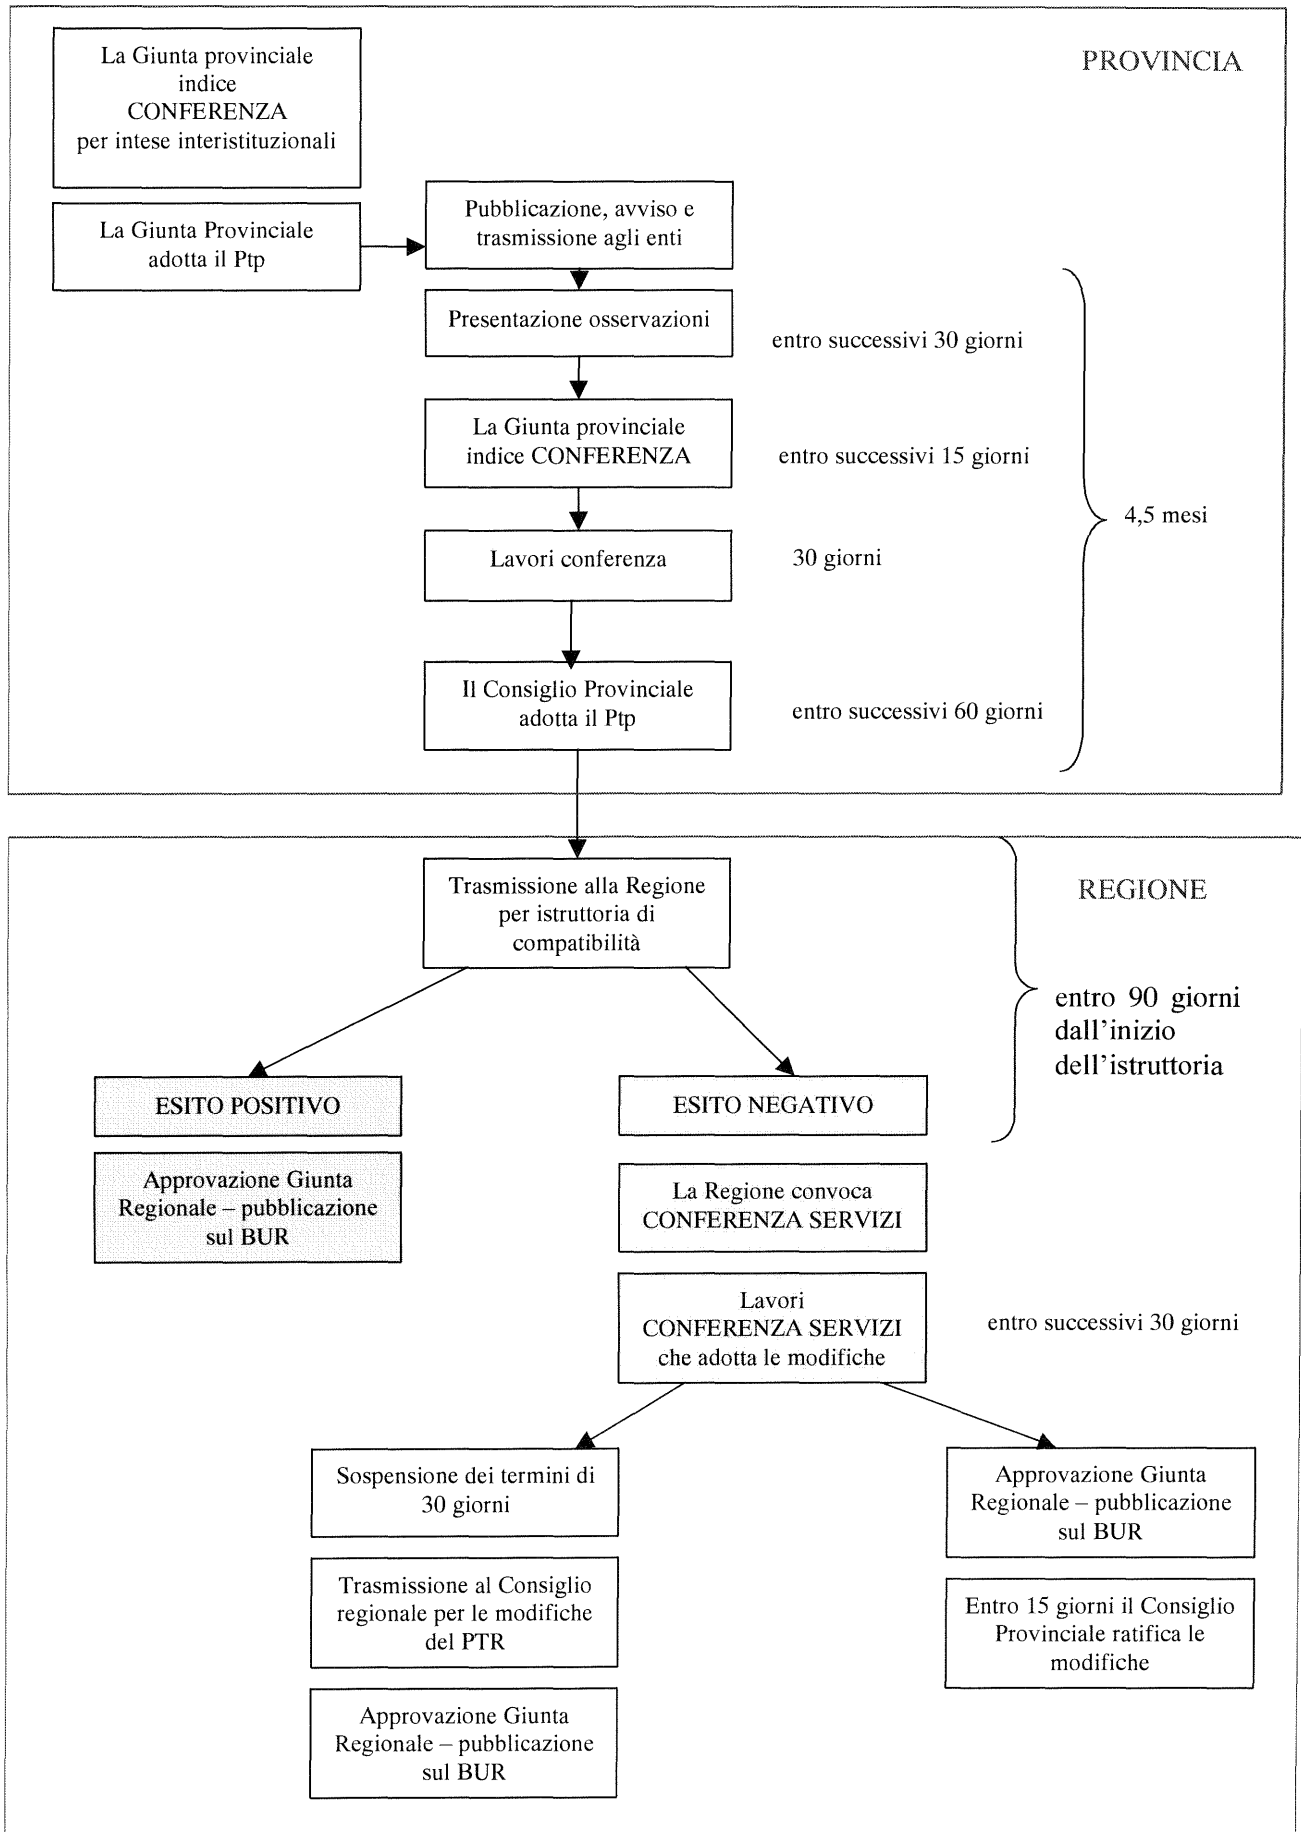 PROVINCIA
La Giunta provinciale
indice
CONFERENZA
per intese interistituzionali
La Giunta Provinciale
adotta il Ptp
Pubblicazione, avviso e
trasmissione agli enti
Presentazione osservazioni
entro successivi 30 giorni
La Giunta provinciale
indice CONFERENZA
entro successivi 15 giorni
4,5 mesi
Lavori conferenza
30 giorni
Il Consiglio Provinciale
adotta il Ptp
entro successivi 60 giorni
REGIONE
Trasmissione alla Regione
per istruttoria di
compatibilità
entro 90 giorni
dall'inizio
dell'istruttoria
ESITO POSITIVO
ESITO NEGATIVO
Approvazione Giunta
Regionale – pubblicazione
sul BUR
La Regione convoca
CONFERENZA SERVIZI
Lavori
CONFERENZA SERVIZI
che adotta le modifiche
entro successivi 30 giorni
Sospensione dei termini di
30 giorni
Trasmissione al Consiglio
regionale per le modifiche
del PTR
Approvazione Giunta
Regionale – pubblicazione
sul BUR
Approvazione Giunta
Regionale – pubblicazione
sul BUR
Entro 15 giorni il Consiglio
Provinciale ratifica le
modifiche